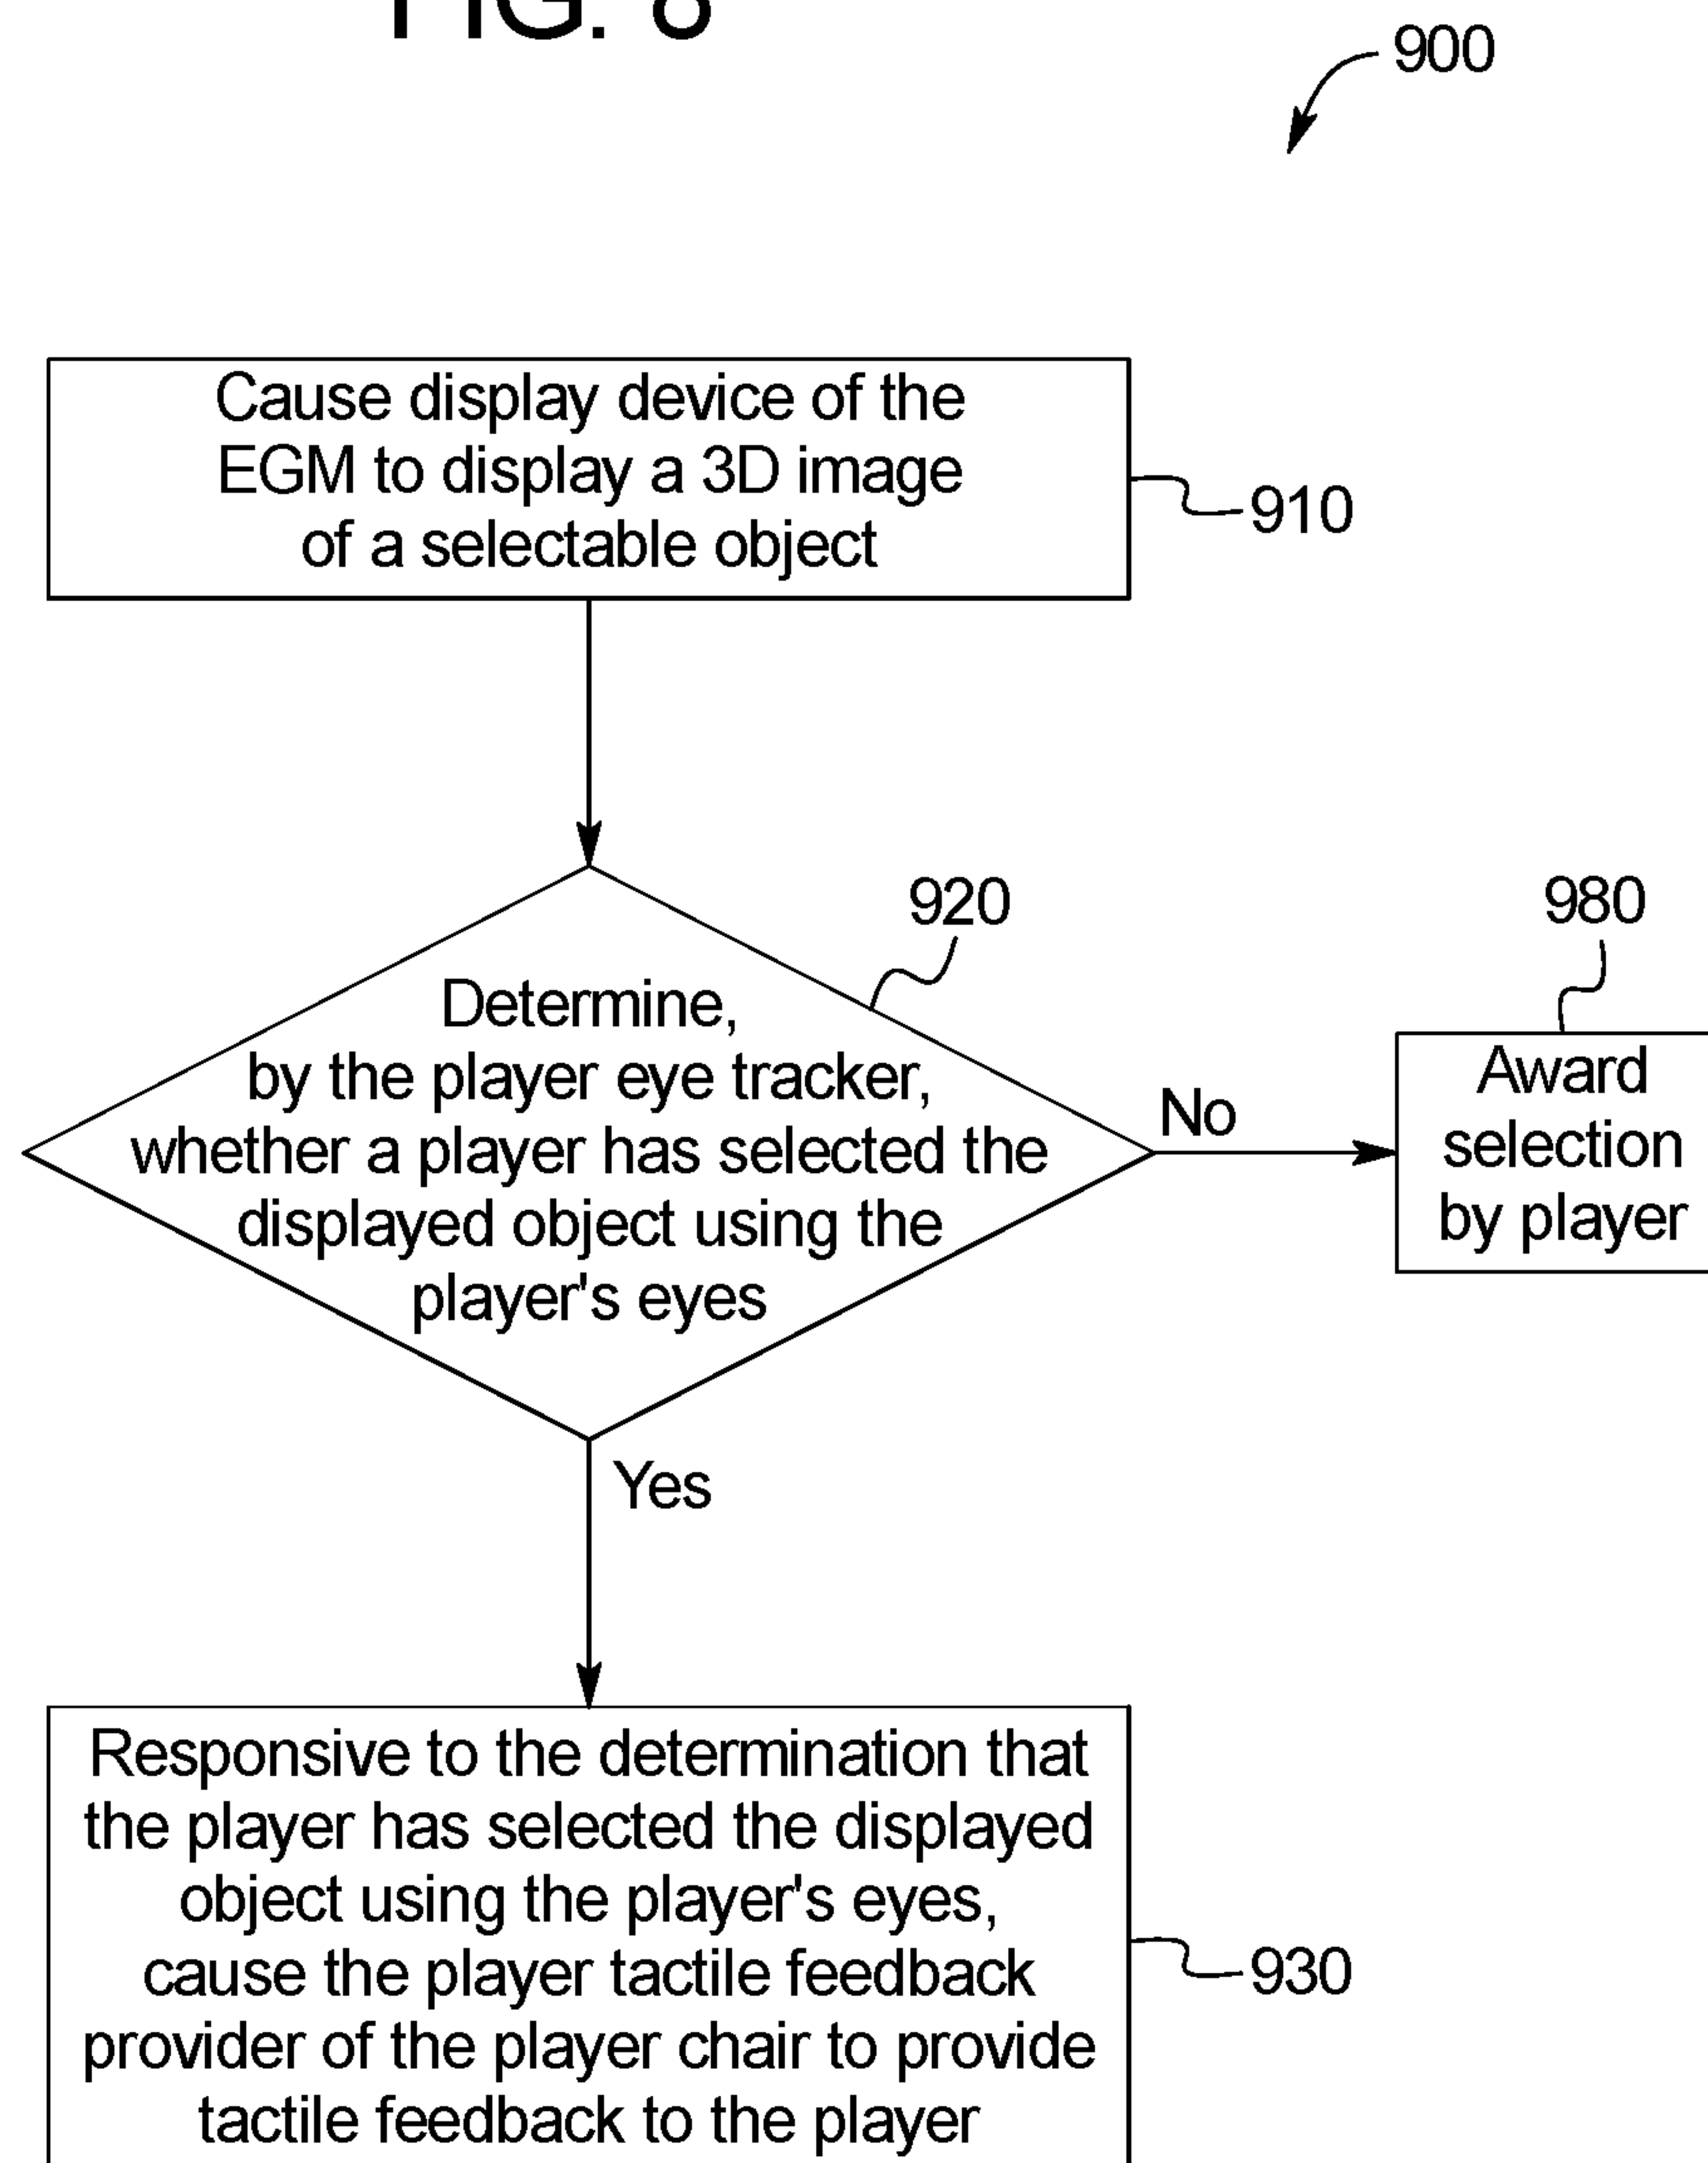 FIG. 8
900
Cause display device of the
EGM to display a 3D image
of a selectable object
910
920
980
Determine,
by the player eye tracker,
whether a player has selected the
displayed object using the
player's eyes
No
Award
selection
by player
Yes
Responsive to the determination that
the player has selected the displayed
object using the player's eyes,
cause the player tactile feedback
provider of the player chair to provide
tactile feedback to the player
930